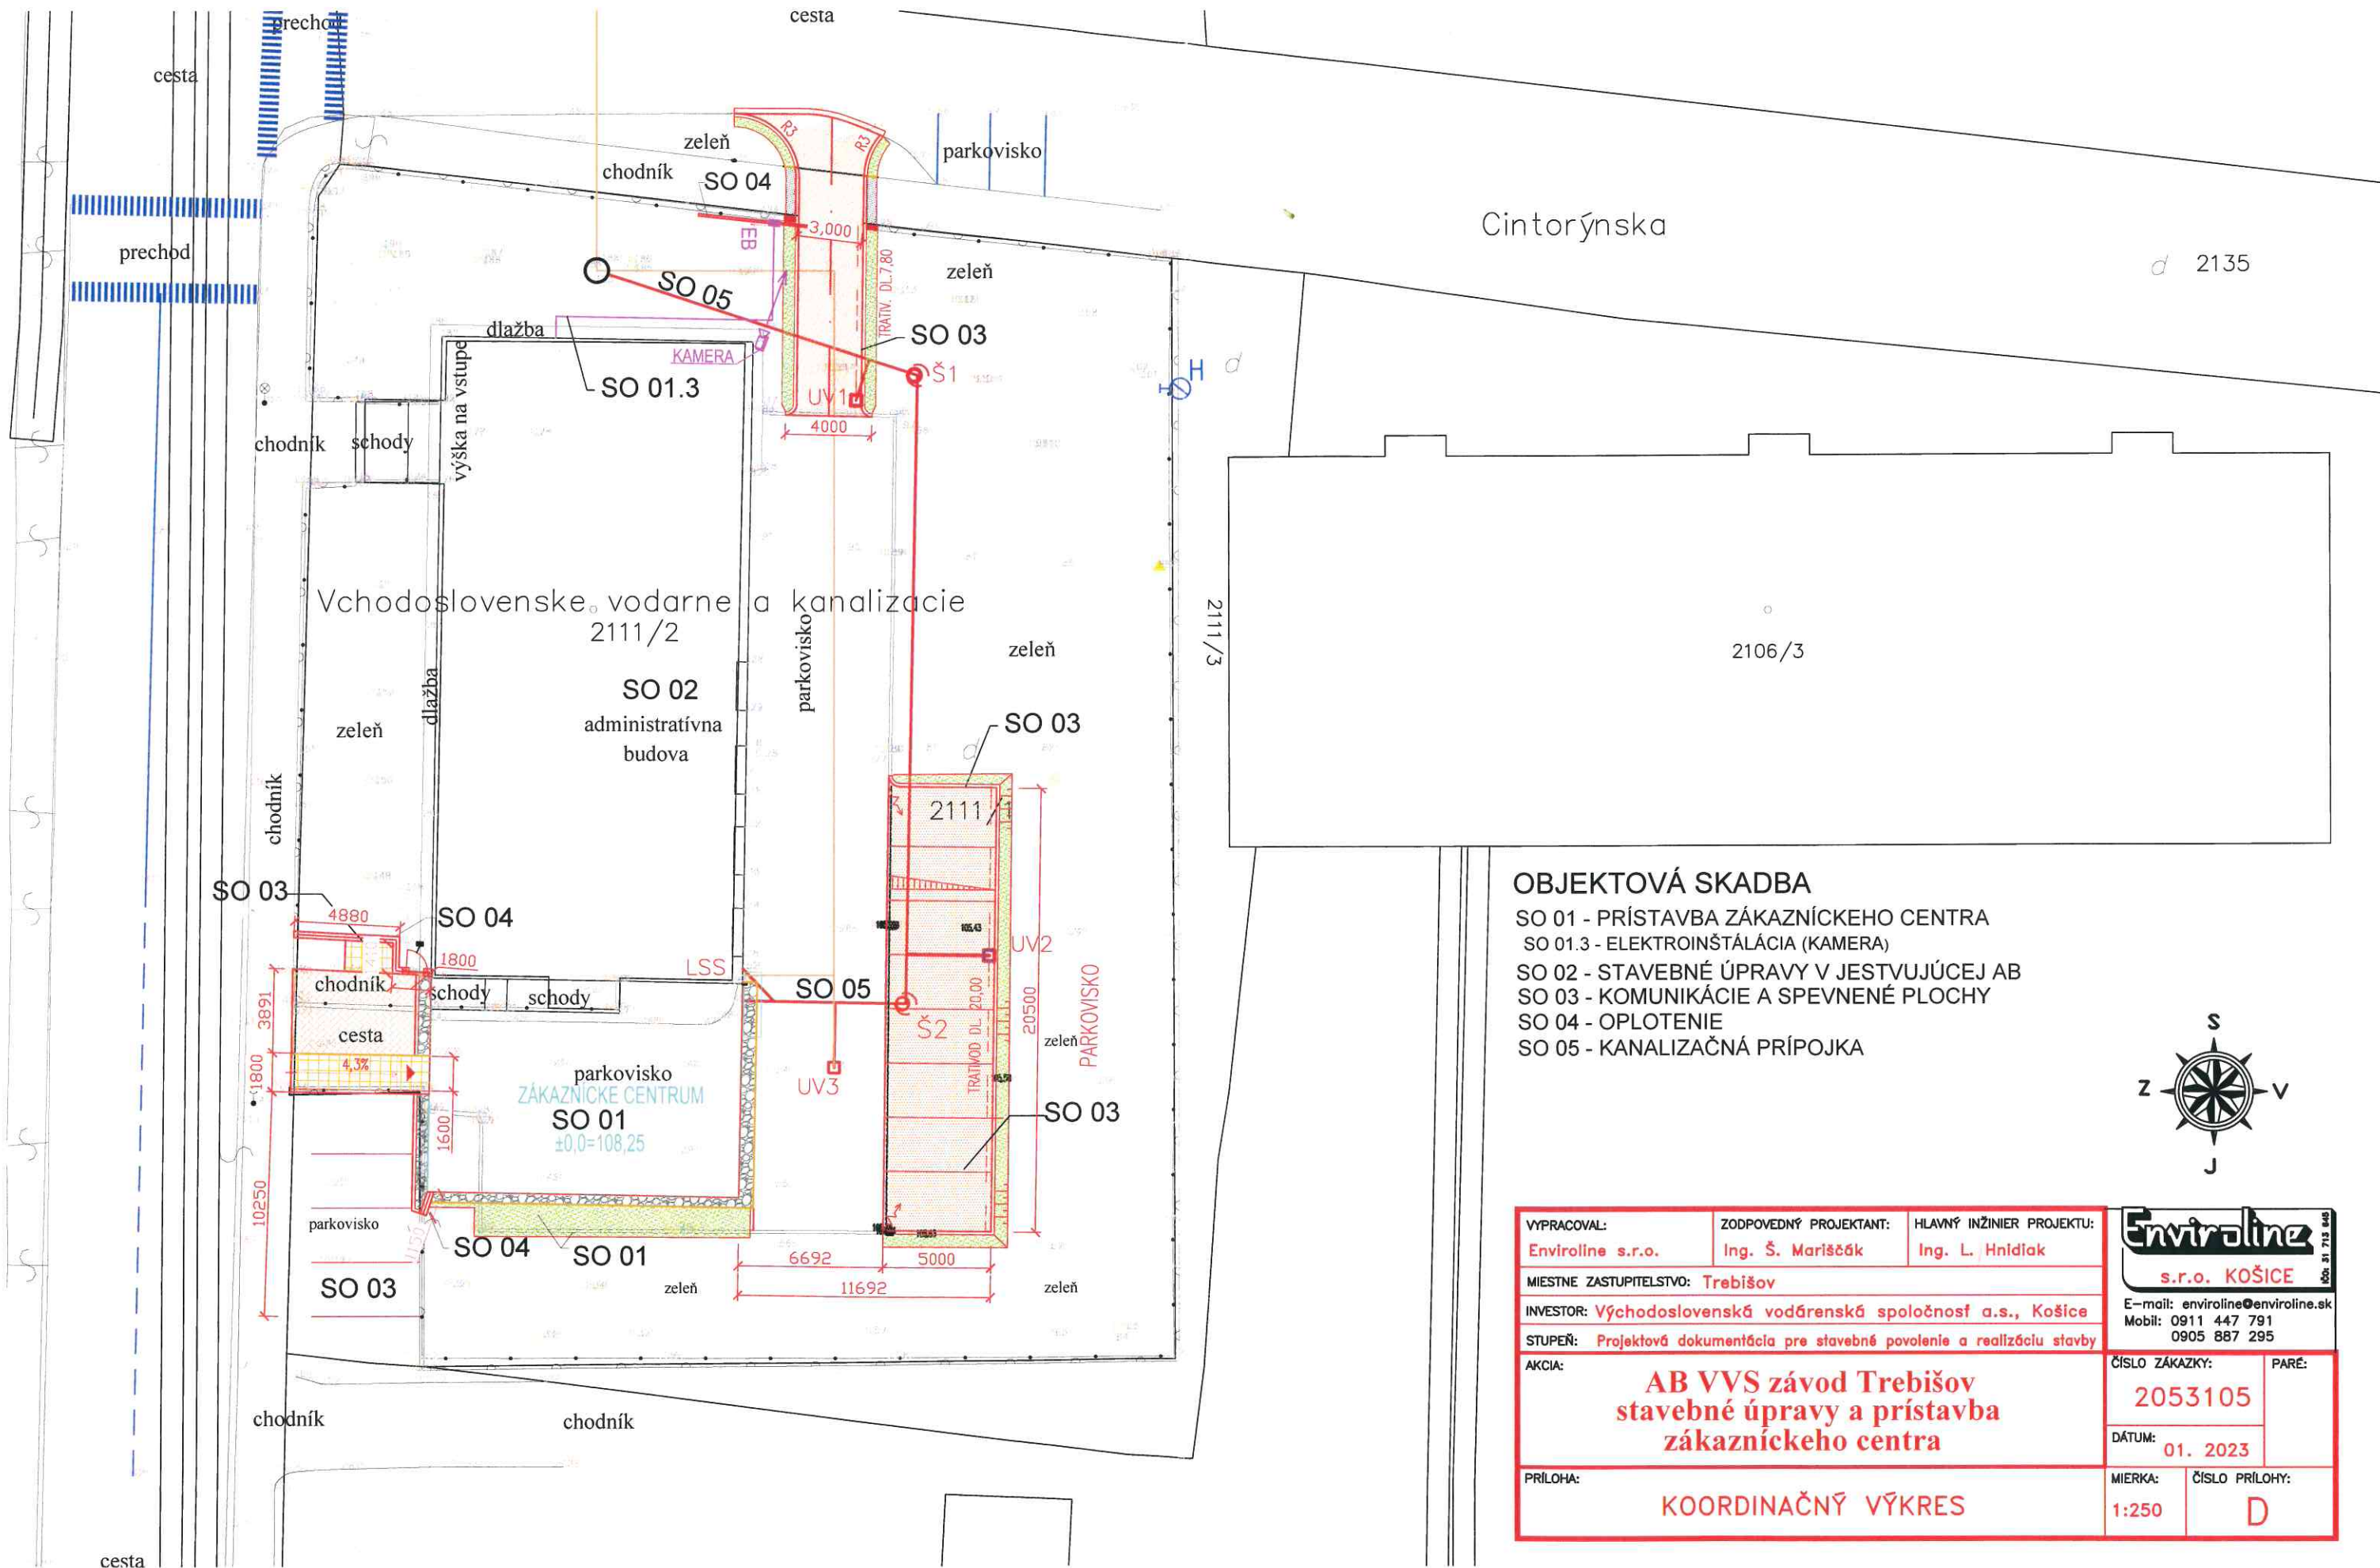 prechod
cesta
cesta
zeleň
chodník
SO 04
parkovisko
R3
R3
3,000
EB
Cintorýnska
2135
prechod
SO 05
zeleň
TRATIV. DL.7,80
dlažba
SO 03
KAMERA
výška na vstupe
SO 01.3
Š1
UV1
H
4000
chodník
schody
Vchodoslovenske vodarne a kanalizacie
2111/2
parkovisko
2111/3
2106/3
zeleň
SO 02
administratívna
budova
dlažba
zeleň
SO 03
chodník
2111/1
SO 03
4880
SO 04
1800
UV2
LSS
SO 05
chodník
schody
schody
3891
cesta
Š2
TRATIVOD DL. 20,00
20500
PARKOVISKO
zeleň
105,43
4,3%
1800
parkovisko
ZÁKAZNÍCKE CENTRUM
SO 01
±0,0=108,25
UV3
1600
SO 03
10250
parkovisko
SO 04
SO 01
SO 03
6692
5000
11692
zeleň
zeleň
chodník
chodník
cesta
OBJEKTOVÁ SKADBA
SO 01 - PRÍSTAVBA ZÁKAZNÍCKEHO CENTRA
SO 01.3 - ELEKTROINŠTÁLÁCIA (KAMERA)
SO 02 - STAVEBNÉ ÚPRAVY V JESTVUJÚCEJ AB
SO 03 - KOMUNIKÁCIE A SPEVNENÉ PLOCHY
SO 04 - OPLOTENIE
SO 05 - KANALIZAČNÁ PRÍPOJKA
S
Z
V
J
VYPRACOVAL:
Enviroline s.r.o.
ZODPOVEDNÝ PROJEKTANT:
Ing. Š. Mariščák
HLAVNÝ INŽINIER PROJEKTU:
Ing. L. Hnidiak
Enviroline
s.r.o. KOŠICE
IČO: 31 713 645
E-mail: enviroline@enviroline.sk
Mobil: 0911 447 791
0905 887 295
MIESTNE ZASTUPITELSTVO: Trebišov
INVESTOR: Východoslovenská vodárenská spoločnosť a.s., Košice
STUPEŇ: Projektová dokumentácia pre stavebné povolenie a realizáciu stavby
AKCIA:
AB VVS závod Trebišov
stavebné úpravy a prístavba
zákazníckeho centra
ČÍSLO ZÁKAZKY:
2053105
PARÉ:
DÁTUM:
01. 2023
PRÍLOHA:
KOORDINAČNÝ VÝKRES
MIERKA:
1:250
ČÍSLO PRÍLOHY:
D